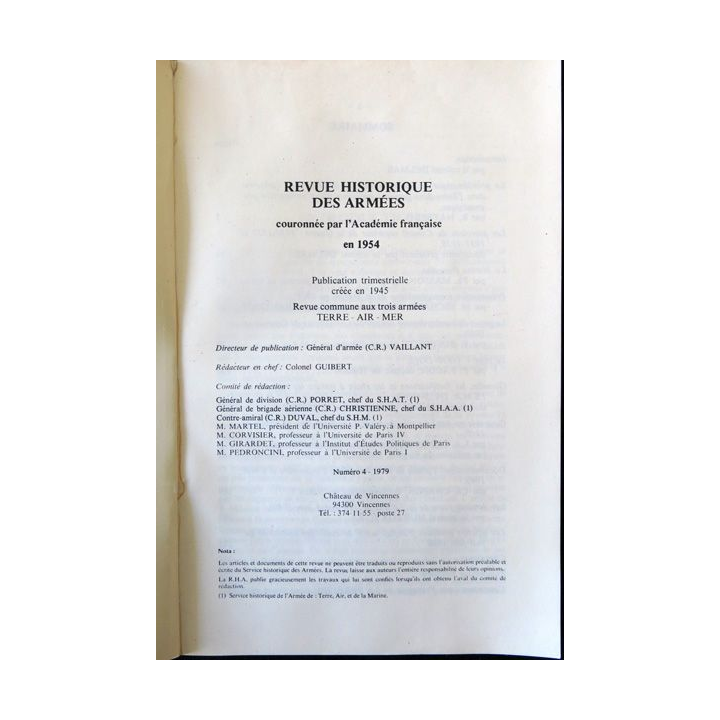 REVUE HISTORIQUE
DES ARMÉES
couronnée par l'Académie française
en 1954
Publication trimestrielle
créée en 1945
Revue commune aux trois armées
TERRE - AIR - MER
Directeur de publication : Général d'armée (C.R.) VAILLANT
Rédacteur en chef : Colonel GUIBERT
Comité de rédaction :
Général de division (C.R.) PORRET, chef du S.H.A.T. (1)
Général de brigade aérienne (C.R.) CHRISTIENNE, chef du S.H.A.A. (1)
Contre-amiral (C.R.) DUVAL, chef du S.H.M. (1)
M. MARTEL, président de l'Université P. Valéry à Montpellier
M. CORVISIER, professeur à l'Université de Paris IV
M. GIRARDET, professeur à l'Institut d'Études Politiques de Paris
M. PEDRONCINI, professeur à l'Université de Paris I
Numéro 4 - 1979
Château de Vincennes
94300 Vincennes
Tél. : 374 11 55 - poste 27
Nota :
Les articles et documents de cette revue ne peuvent être traduits ou reproduits sans l'autorisation préalable et
écrite du Service historique des Armées. La revue laisse aux auteurs l'entière responsabilité de leurs opinions.
La R.H.A. publie gracieusement les travaux qui lui sont confiés lorsqu'ils ont obtenu l'aval du comité de
rédaction.
(1) Service historique de l'Armée de : Terre, Air, et de la Marine.